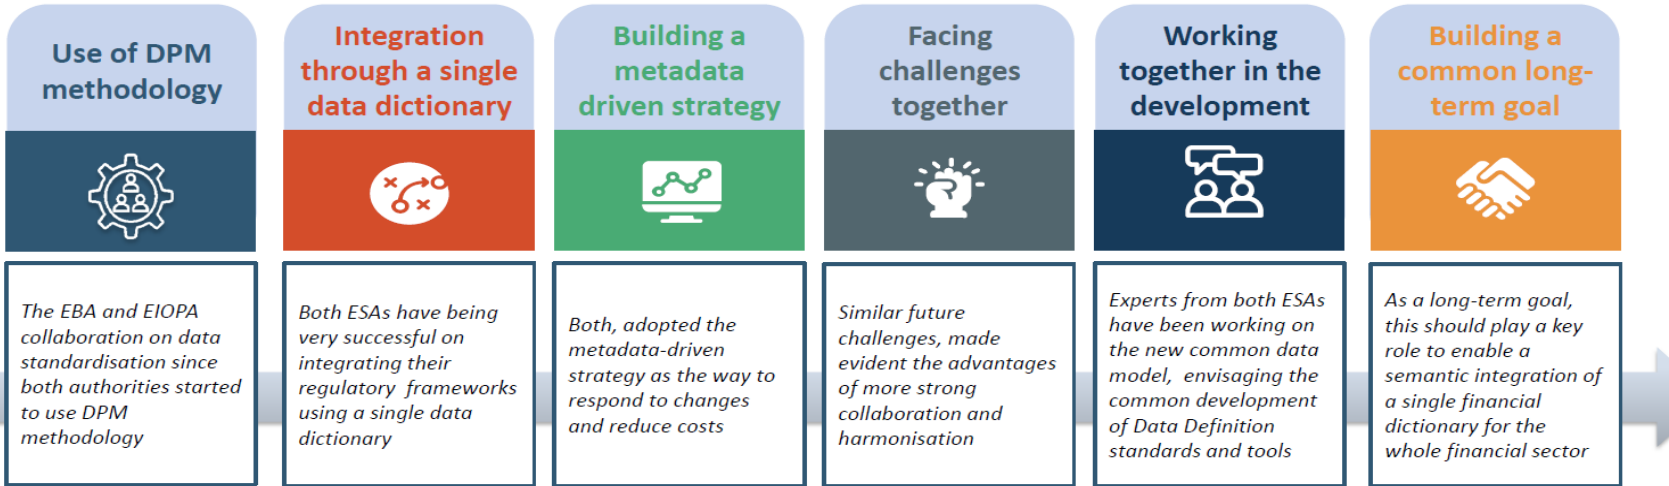 Use of DPM
methodology
The EBA and EIOPA
collaboration on data
standardisation since
both authorities started
to use DPM
methodology
Integration
through a single
data dictionary
Both ESAs have being
very successful on
integrating their
regulatory frameworks
using a single data
dictionary
Building a
metadata
driven strategy
Both, adopted the
metadata-driven
strategy as the way to
respond to changes
and reduce costs
Facing
challenges
together
Similar future
challenges, made
evident the advantages
of more strong
collaboration and
harmonisation
Working
together in the
development
Experts from both ESAs
have been working on
the new common data
model, envisaging the
common development
of Data Definition
standards and tools
Building a
common long-
term goal
As a long-term goal,
this should play a key
role to enable a
semantic integration of
a single financial
dictionary for the
whole financial sector